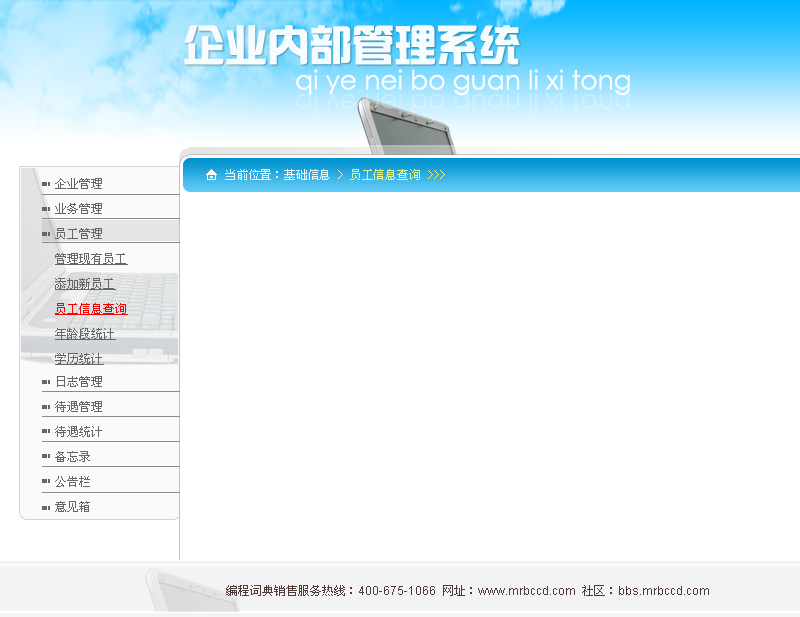 企业内部管理系统
qi ye nei bo guan li xi tong
当前位置：基础信息 > 员工信息查询 >>>
企业管理
业务管理
员工管理
管理现有员工
添加新员工
员工信息查询
年龄段统计
学历统计
日志管理
待遇管理
待遇统计
备忘录
公告栏
意见箱
编程词典销售服务热线：400-675-1066 网址：www.mrbccd.com 社区：bbs.mrbccd.com